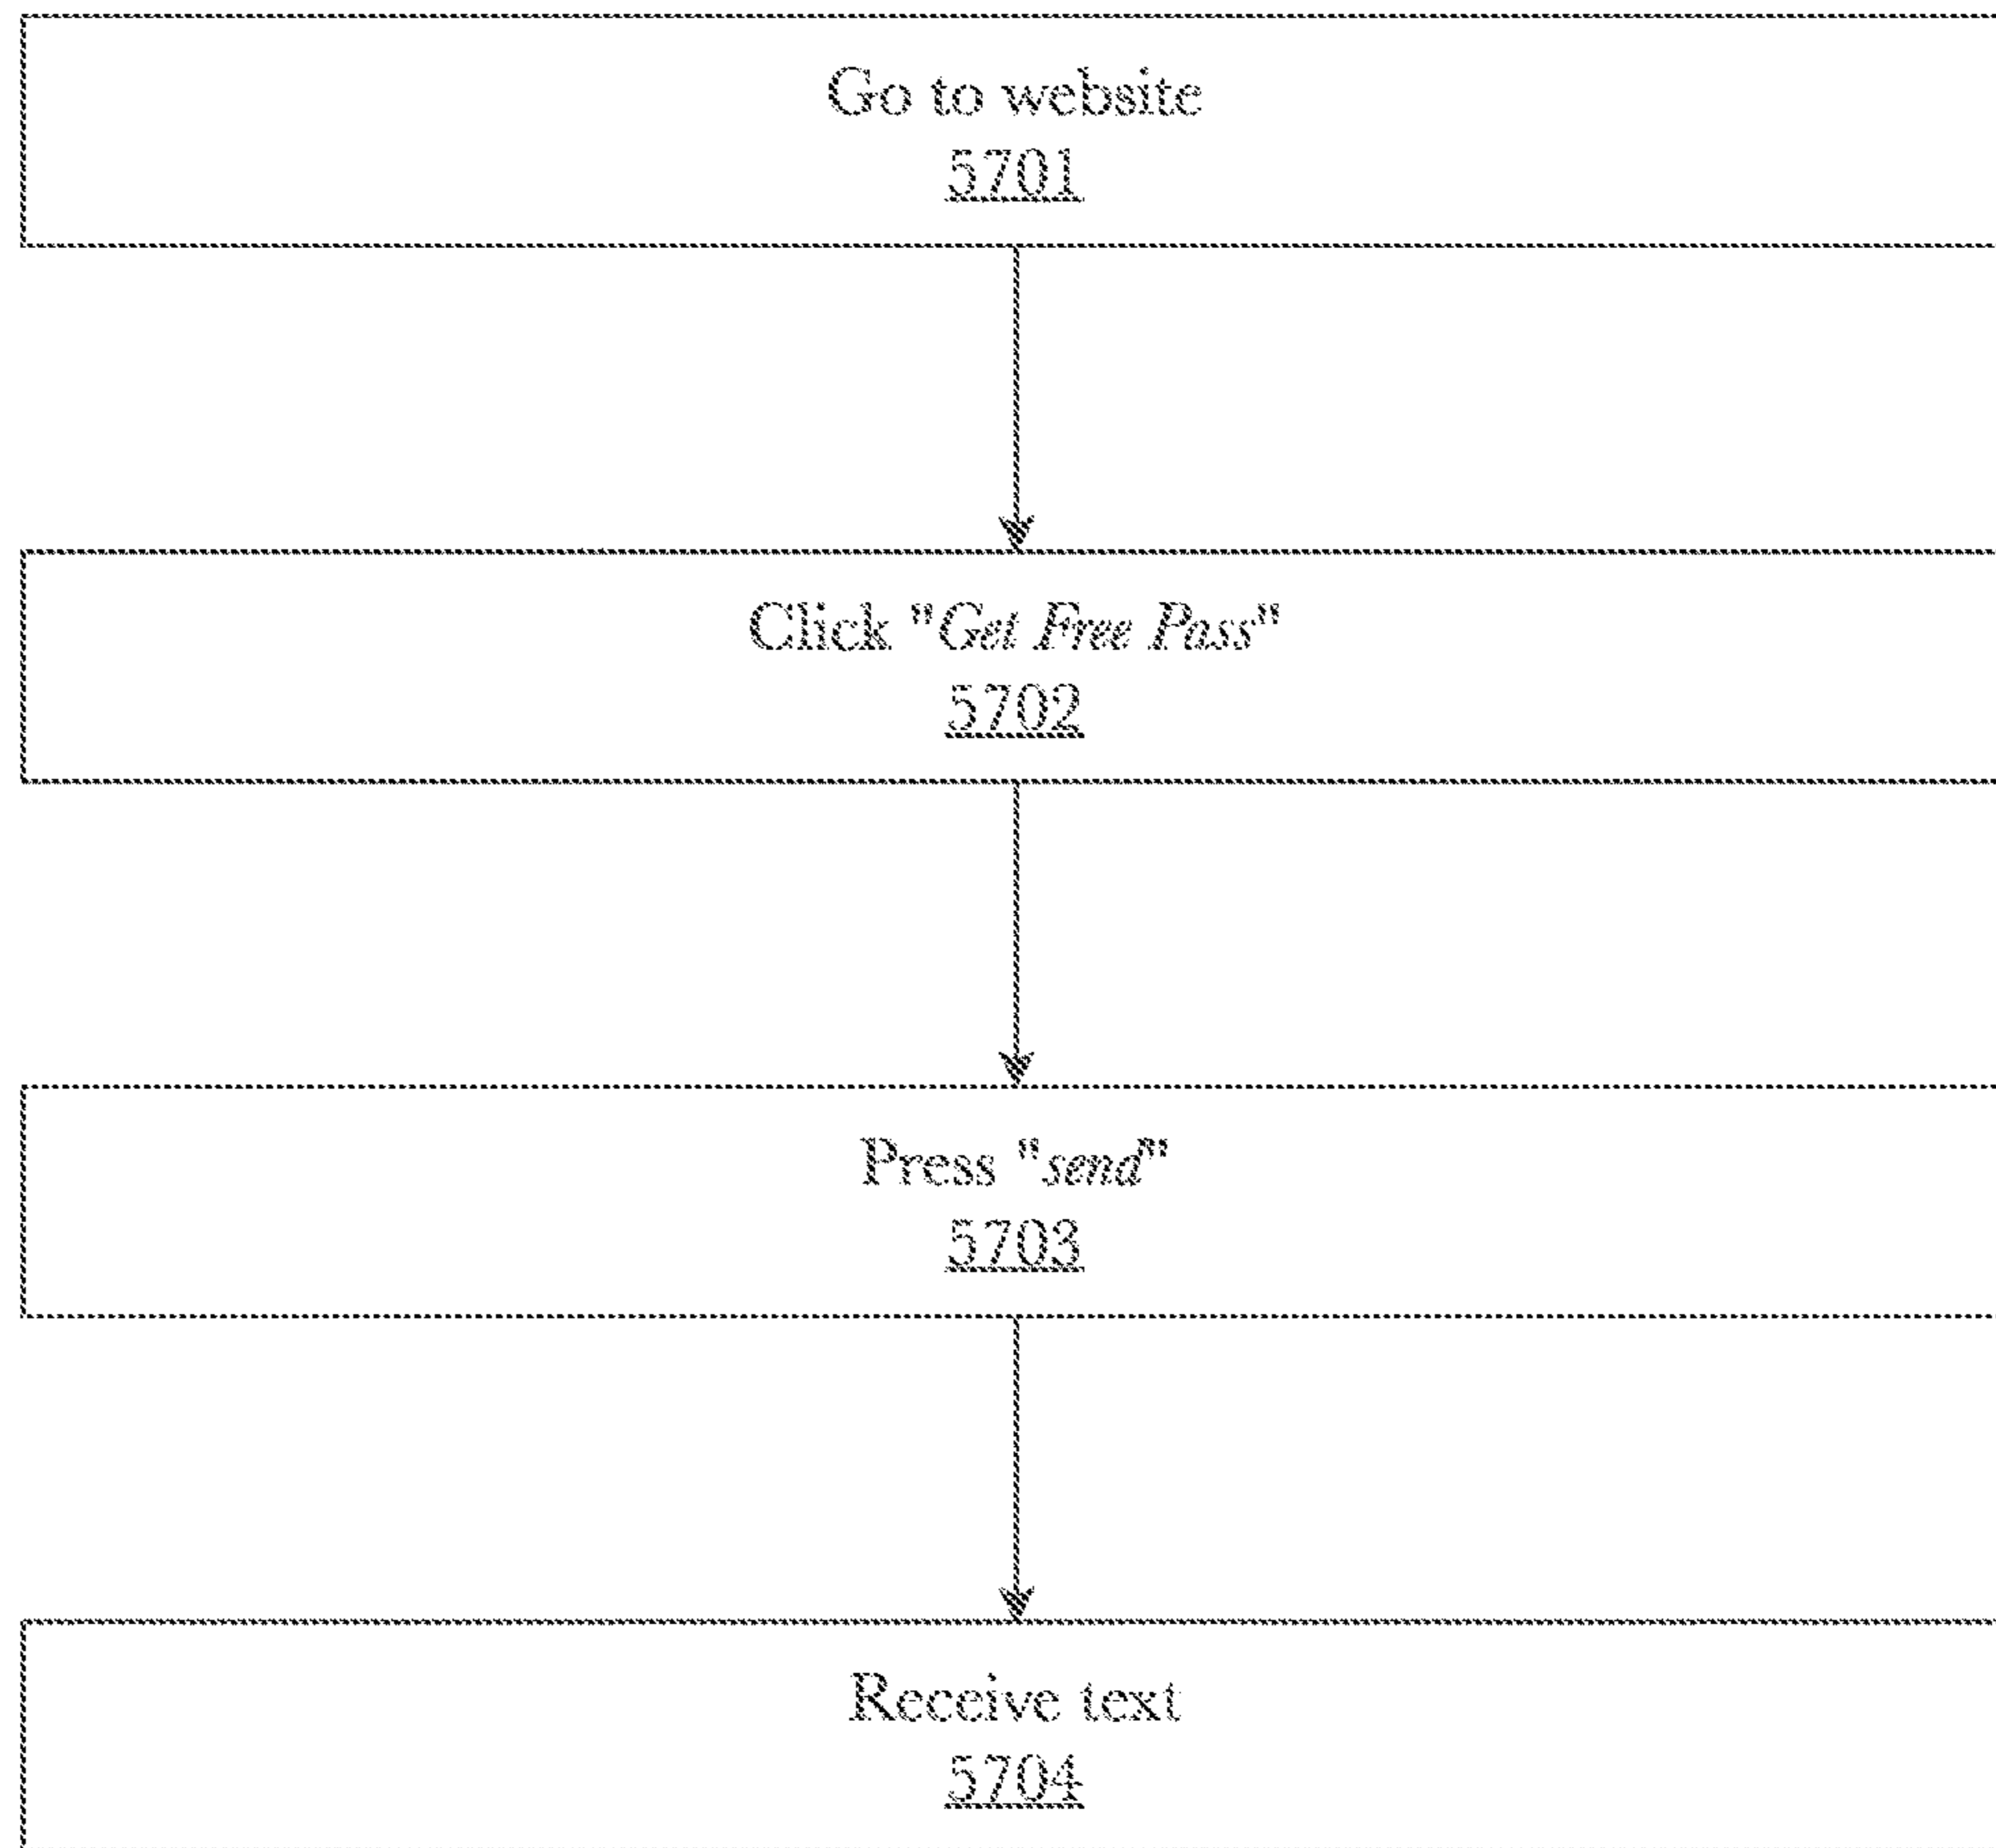 Go to website
5701
Click "Get Free Pass"
5702
Press "send"
5703
Receive text
5704